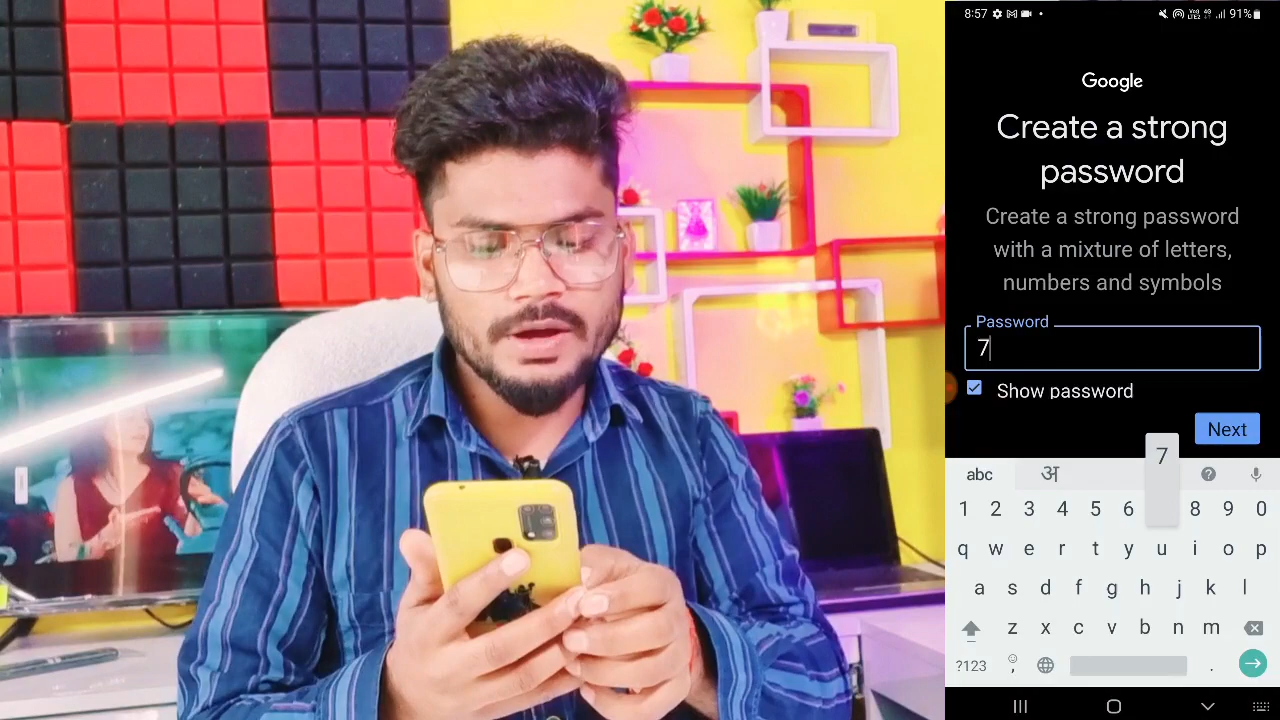 8:57 91%
Google
Create a strong
password
Create a strong password
with a mixture of letters,
numbers and symbols
Password
7
Show password
Next
7
abc अ
1 2 3 4 5 6 8 9 0
q w e r t y u i o p
a s d f g h j k l
z x c v b n m
?123 , .